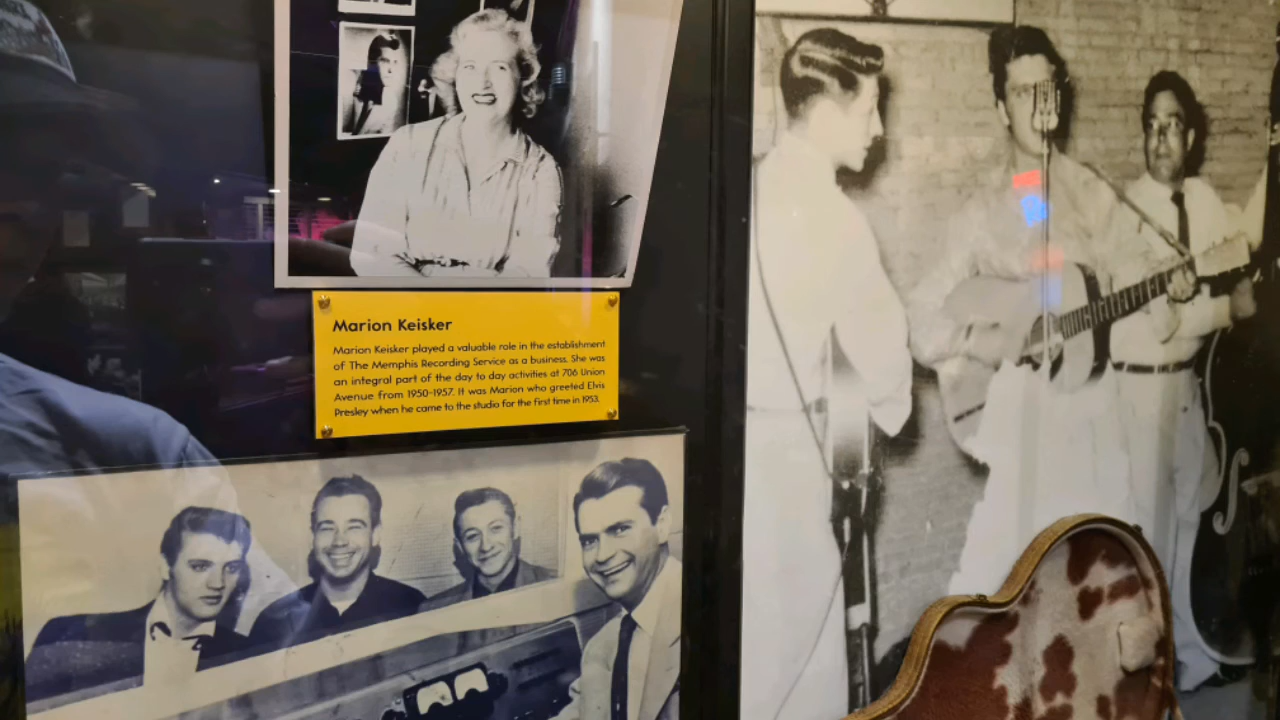 Marion Keisker
Marion Keisker played a valuable role in the establishment
of The Memphis Recording Service as a business. She was
an integral part of the day to day activities at 706 Union
Avenue from 1950-1957. It was Marion who greeted Elvis
Presley when he came to the studio for the first time in 1953.